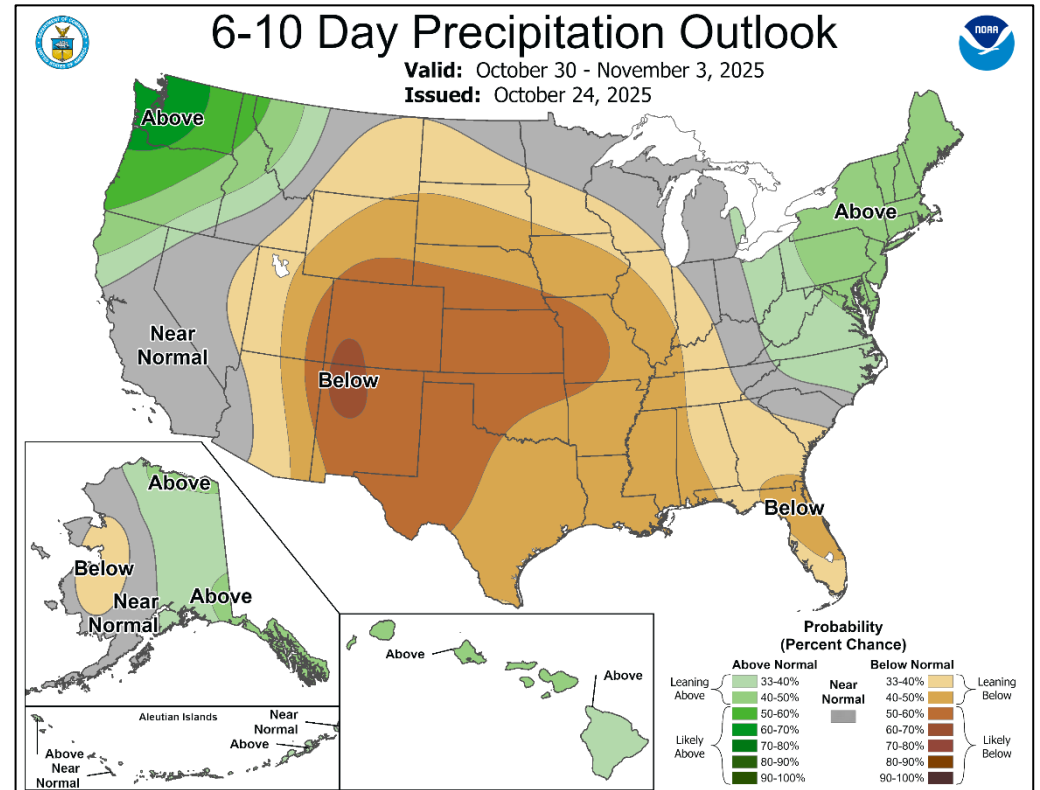 6-10 Day Precipitation Outlook
Valid: October 30 - November 3, 2025
Issued: October 24, 2025
NOAA
Above
Above
Near
Normal
Below
Below
Above
Below
Near
Normal
Above
Aleutian Islands
Near
Normal
Above
Above
Near
Normal
Above
Above
Probability
(Percent Chance)
Above Normal
Below Normal
Leaning
Above
33-40%
40-50%
Likely
Above
50-60%
60-70%
70-80%
80-90%
90-100%
Near
Normal
33-40%
40-50%
Leaning
Below
50-60%
60-70%
70-80%
80-90%
90-100%
Likely
Below